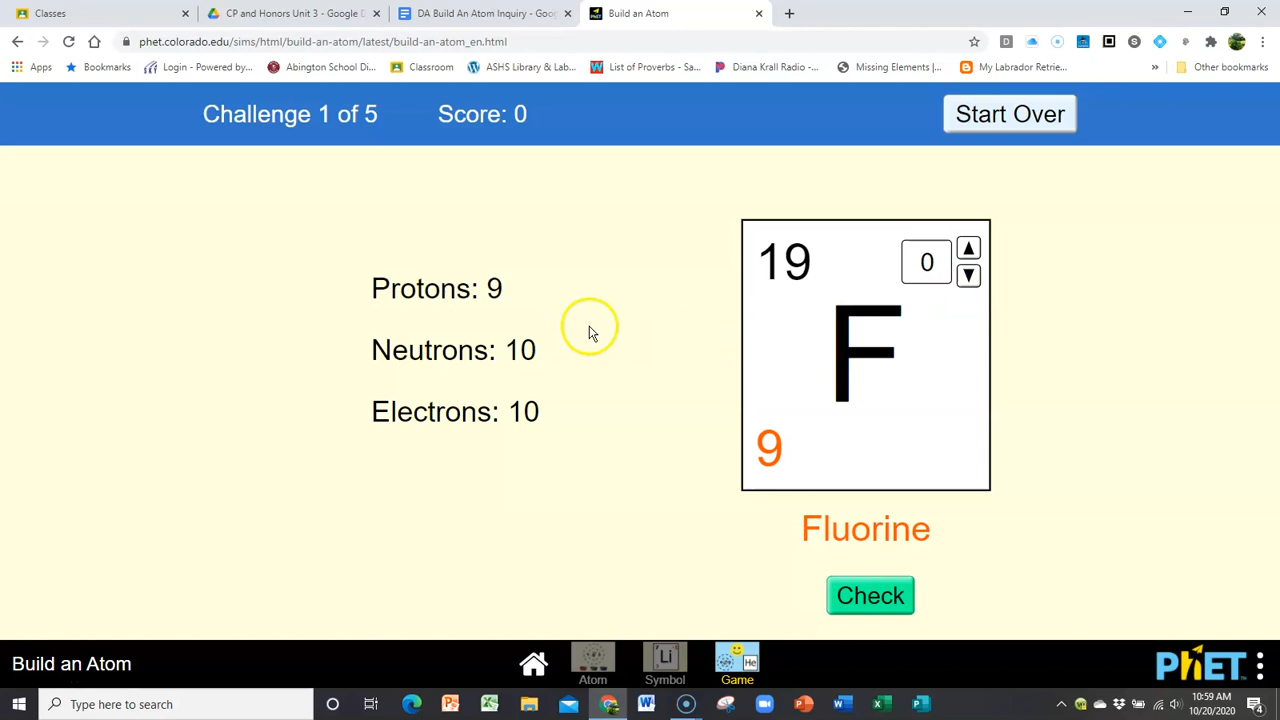 Classes
CP and Honors Unit 3 - Google D
DA Build An Atom Inquiry - Goog
Build an Atom
phet.colorado.edu/sims/html/build-an-atom/latest/build-an-atom_en.html
Apps
Bookmarks
Login - Powered by...
Abington School Di...
Classroom
ASHS Library & Lab...
List of Proverbs - Sa...
Diana Krall Radio -...
Missing Elements |...
My Labrador Retrie...
»
Other bookmarks
Challenge 1 of 5
Score: 0
Start Over
Protons: 9
Neutrons: 10
Electrons: 10
19
0
F
9
Fluorine
Check
Build an Atom
Atom
Li
Symbol
He
Game
PhET
Type here to search
10:59 AM
10/20/2020